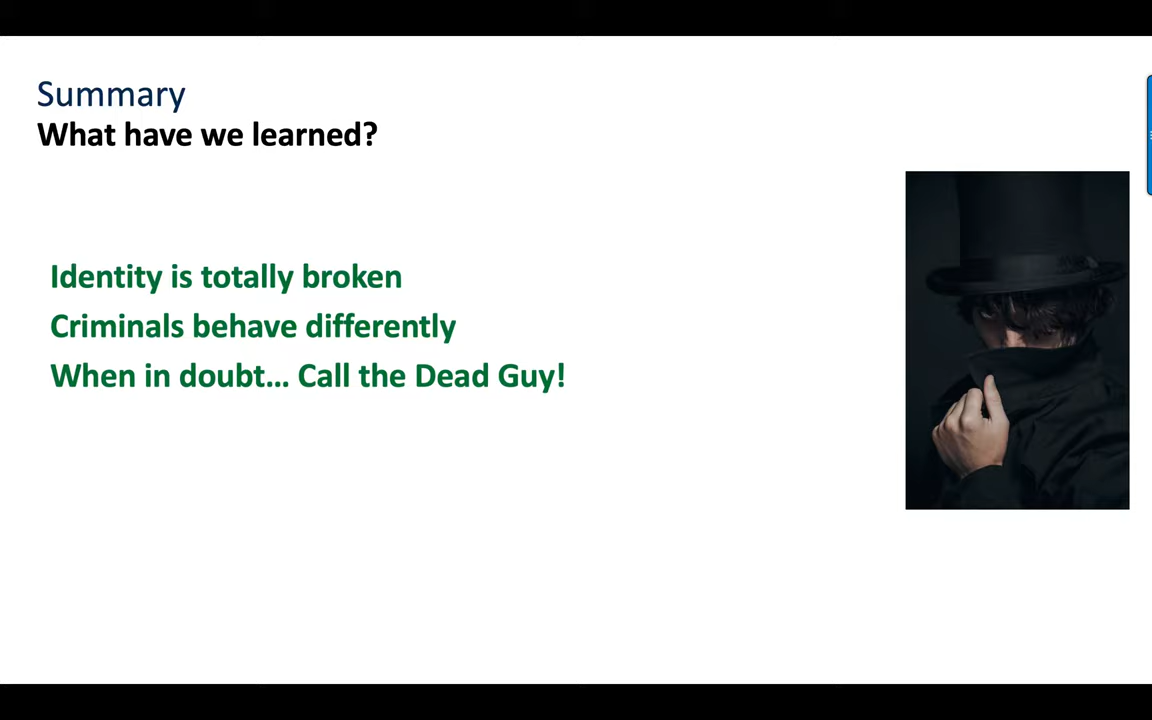 Summary
What have we learned?
Identity is totally broken
Criminals behave differently
When in doubt... Call the Dead Guy!